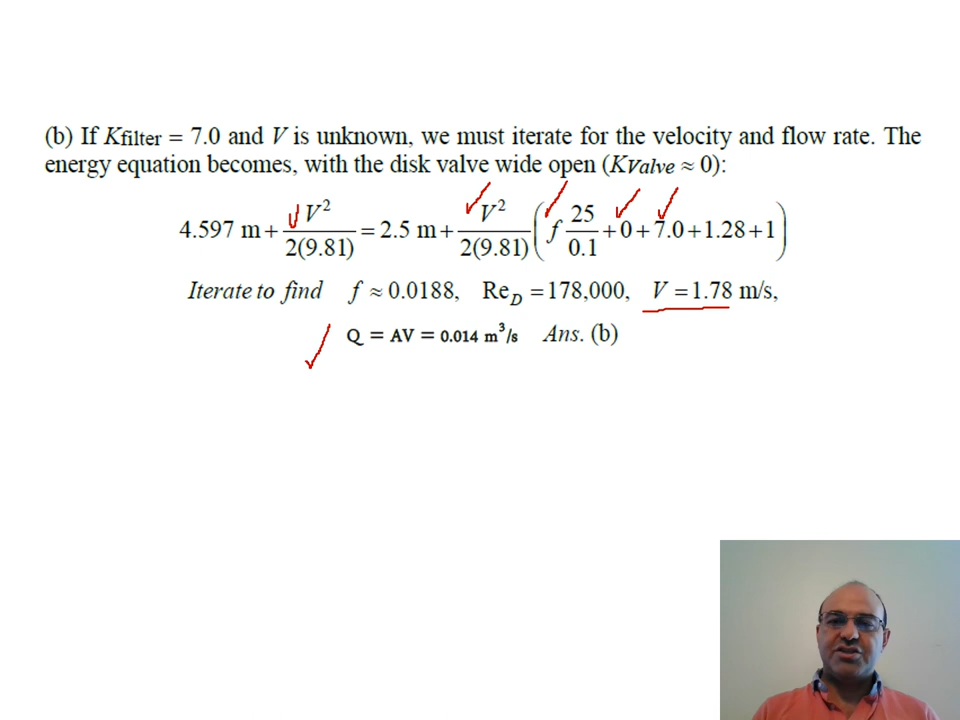 (b) If Kfilter = 7.0 and V is unknown, we must iterate for the velocity and flow rate. The
energy equation becomes, with the disk valve wide open (KValve ≈ 0):
4.597 m + V²/2(9.81) = 2.5 m + V²/2(9.81) (f 25/0.1 + 0 + 7.0 + 1.28 + 1)
Iterate to find f ≈ 0.0188, Re_D = 178,000, V = 1.78 m/s,
Q = AV = 0.014 m³/s Ans. (b)